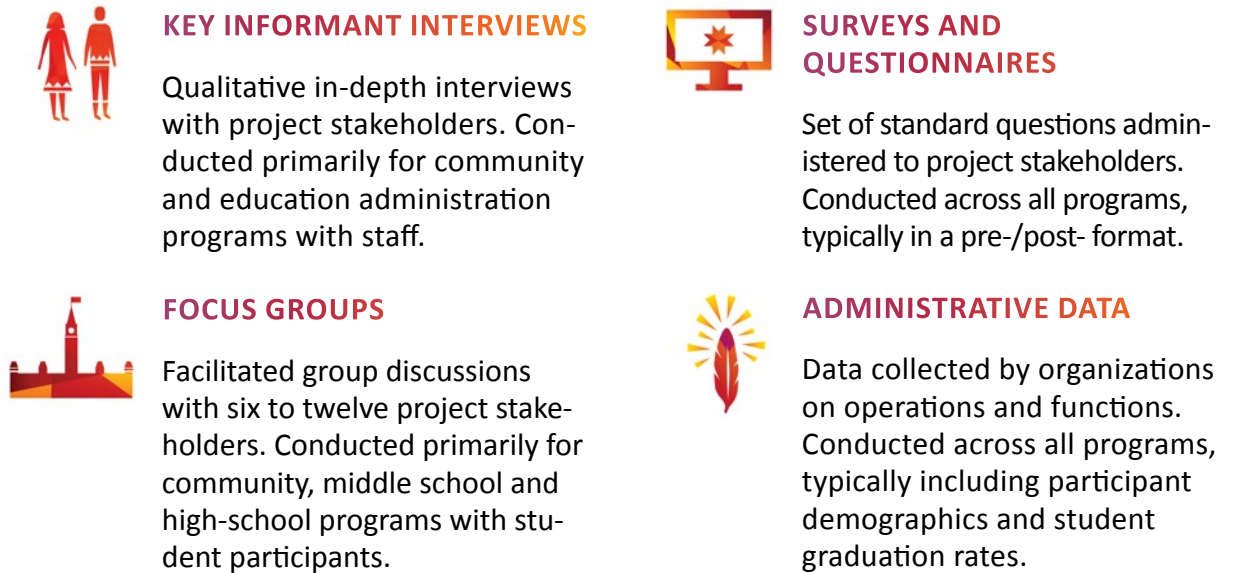 KEY INFORMANT INTERVIEWS
Qualitative in-depth interviews
with project stakeholders. Con-
ducted primarily for community
and education administration
programs with staff.
SURVEYS AND
QUESTIONNAIRES
Set of standard questions admin-
istered to project stakeholders.
Conducted across all programs,
typically in a pre-/post- format.
FOCUS GROUPS
Facilitated group discussions
with six to twelve project stake-
holders. Conducted primarily for
community, middle school and
high-school programs with stu-
dent participants.
ADMINISTRATIVE DATA
Data collected by organizations
on operations and functions.
Conducted across all programs,
typically including participant
demographics and student
graduation rates.